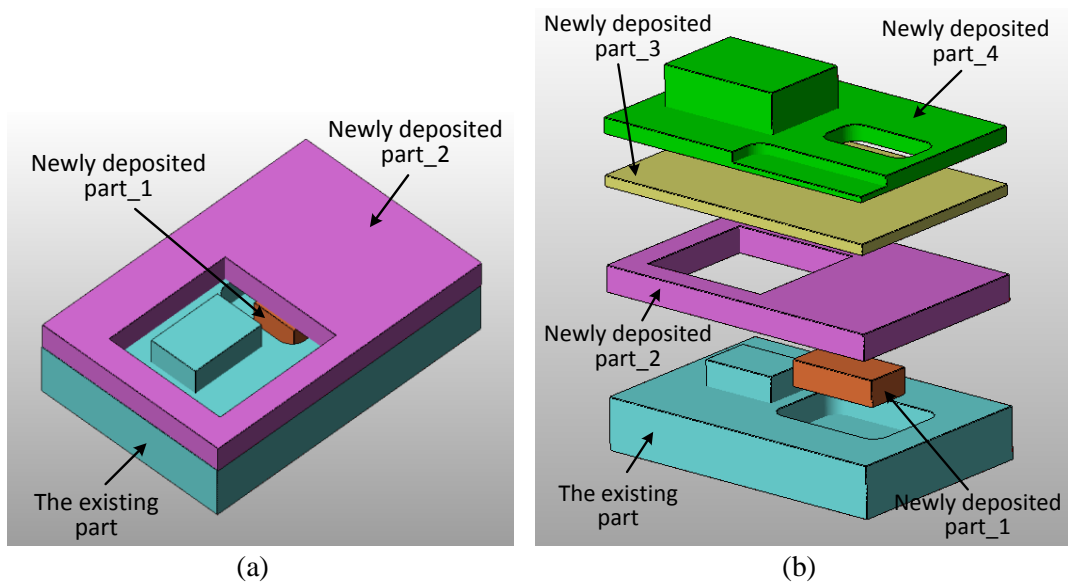 Newly deposited
part_1
Newly deposited
part_2
The existing
part
(a)
Newly deposited
part_3
Newly deposited
part_4
Newly deposited
part_2
The existing
part
Newly deposited
part_1
(b)